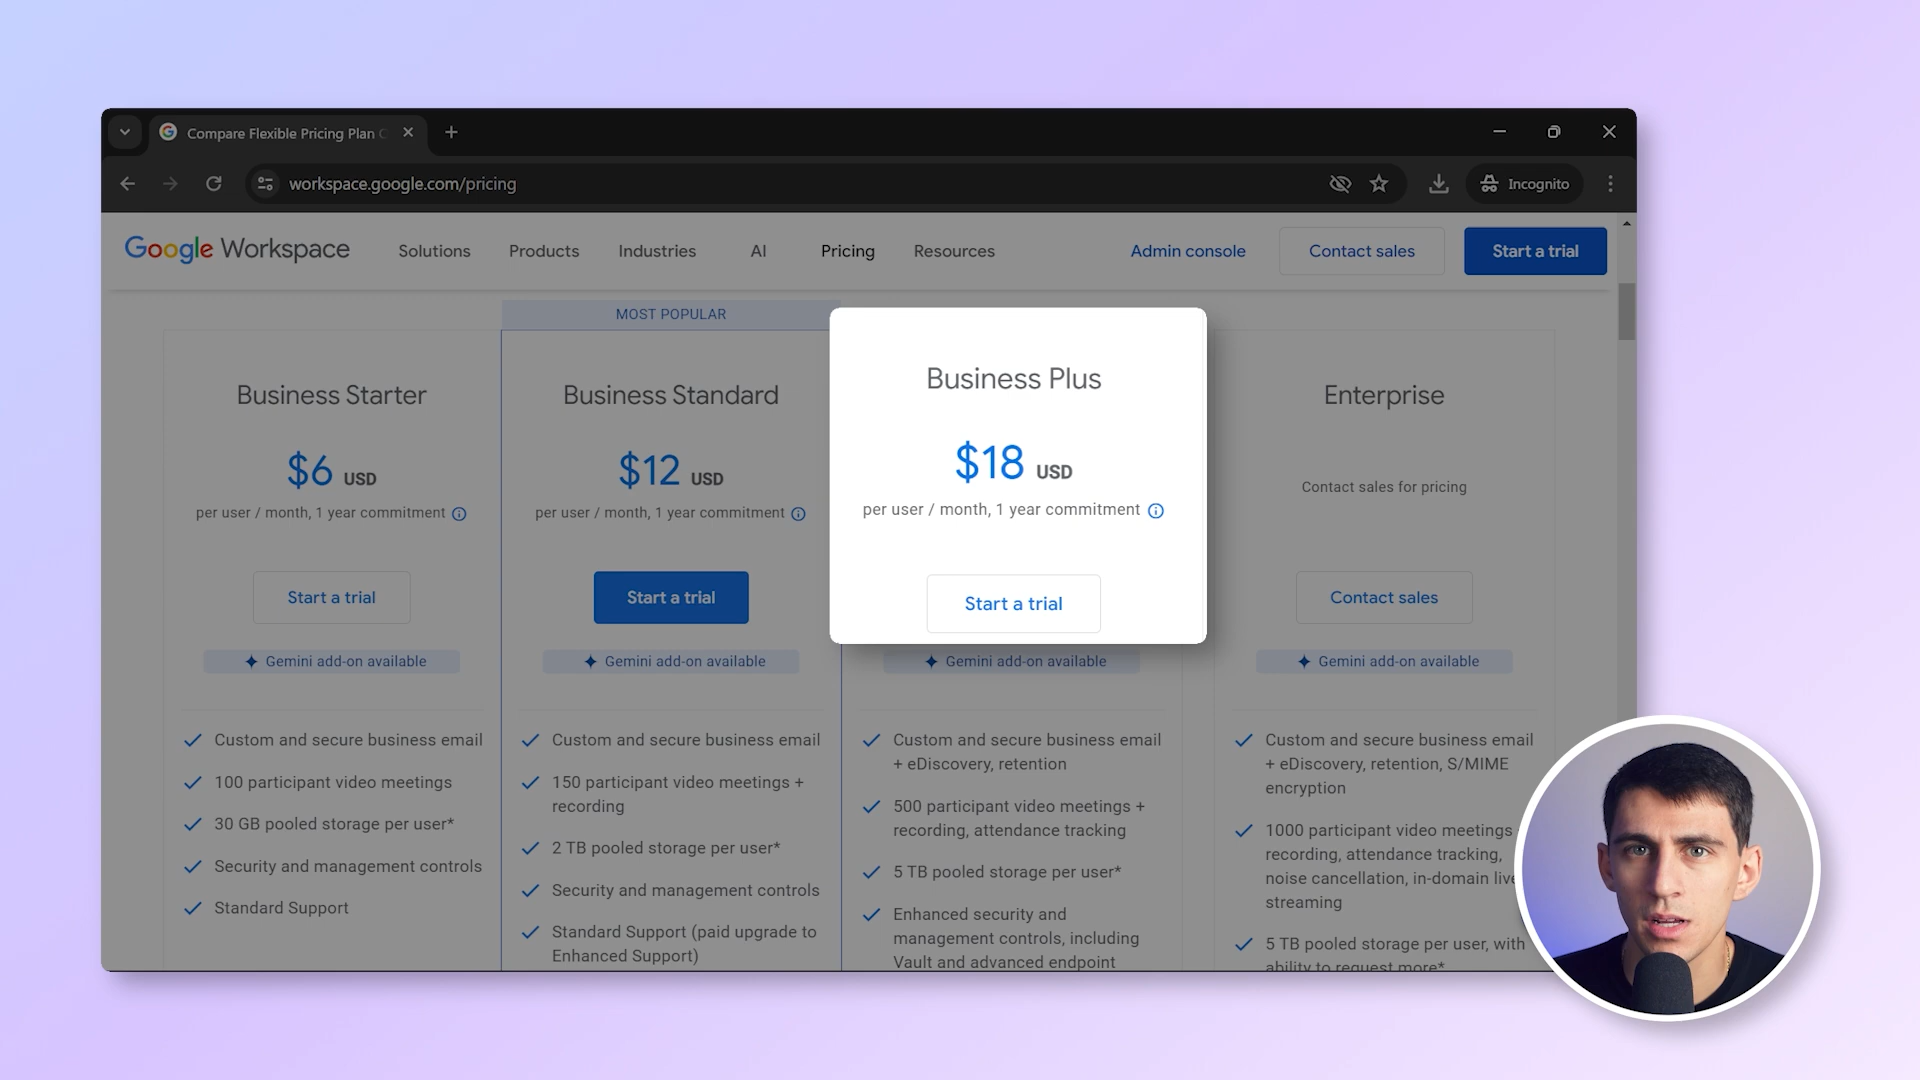 Compare Flexible Pricing Plan
workspace.google.com/pricing
Incognito
Google Workspace
Solutions
Products
Industries
AI
Pricing
Resources
Admin console
Contact sales
Start a trial
MOST POPULAR
Business Starter
$6 USD
per user / month, 1 year commitment
Start a trial
Gemini add-on available
Custom and secure business email
100 participant video meetings
30 GB pooled storage per user*
Security and management controls
Standard Support
Business Standard
$12 USD
per user / month, 1 year commitment
Start a trial
Gemini add-on available
Custom and secure business email
150 participant video meetings +
recording
2 TB pooled storage per user*
Security and management controls
Standard Support (paid upgrade to
Enhanced Support)
Business Plus
$18 USD
per user / month, 1 year commitment
Start a trial
Gemini add-on available
Custom and secure business email
+ eDiscovery, retention
500 participant video meetings +
recording, attendance tracking
5 TB pooled storage per user*
Enhanced security and
management controls, including
Vault and advanced endpoint
Enterprise
Contact sales for pricing
Contact sales
Gemini add-on available
Custom and secure business email
+ eDiscovery, retention, S/MIME
encryption
1000 participant video meetings
recording, attendance tracking,
noise cancellation, in-domain live
streaming
5 TB pooled storage per user, with
ability to request more*